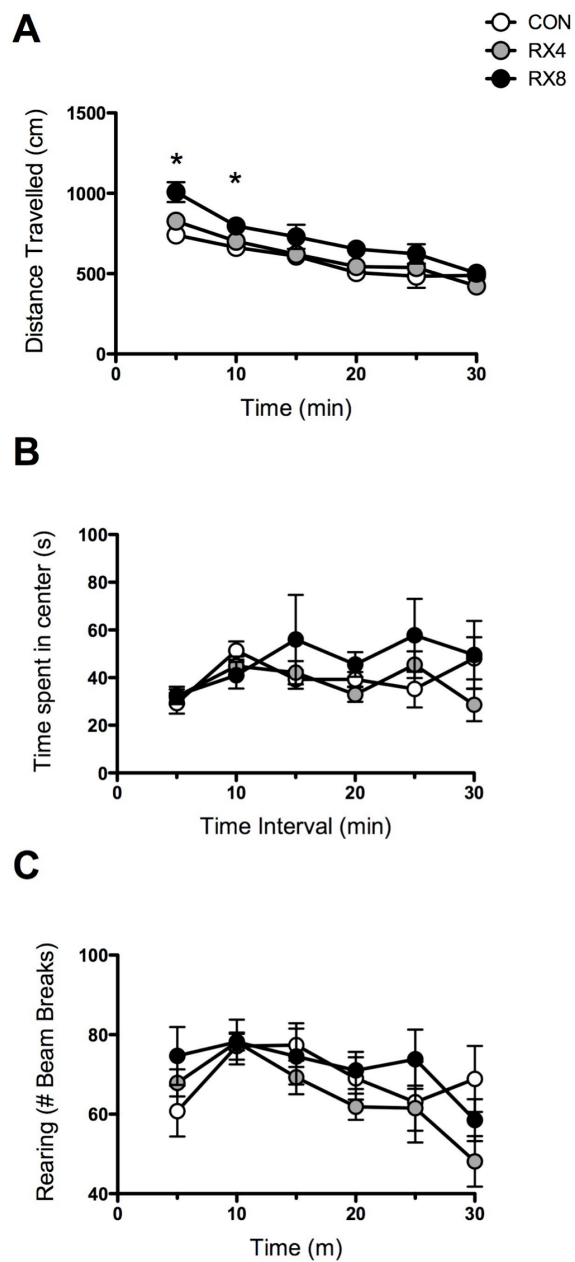 A
CON
RX4
RX8
Distance Travelled (cm)
1500
1000
500
0
* *
0 10 20 30
Time (min)
B
Time spent in center (s)
100
80
60
40
20
0
0 10 20 30
Time Interval (min)
C
Rearing (# Beam Breaks)
100
80
60
40
0 10 20 30
Time (m)